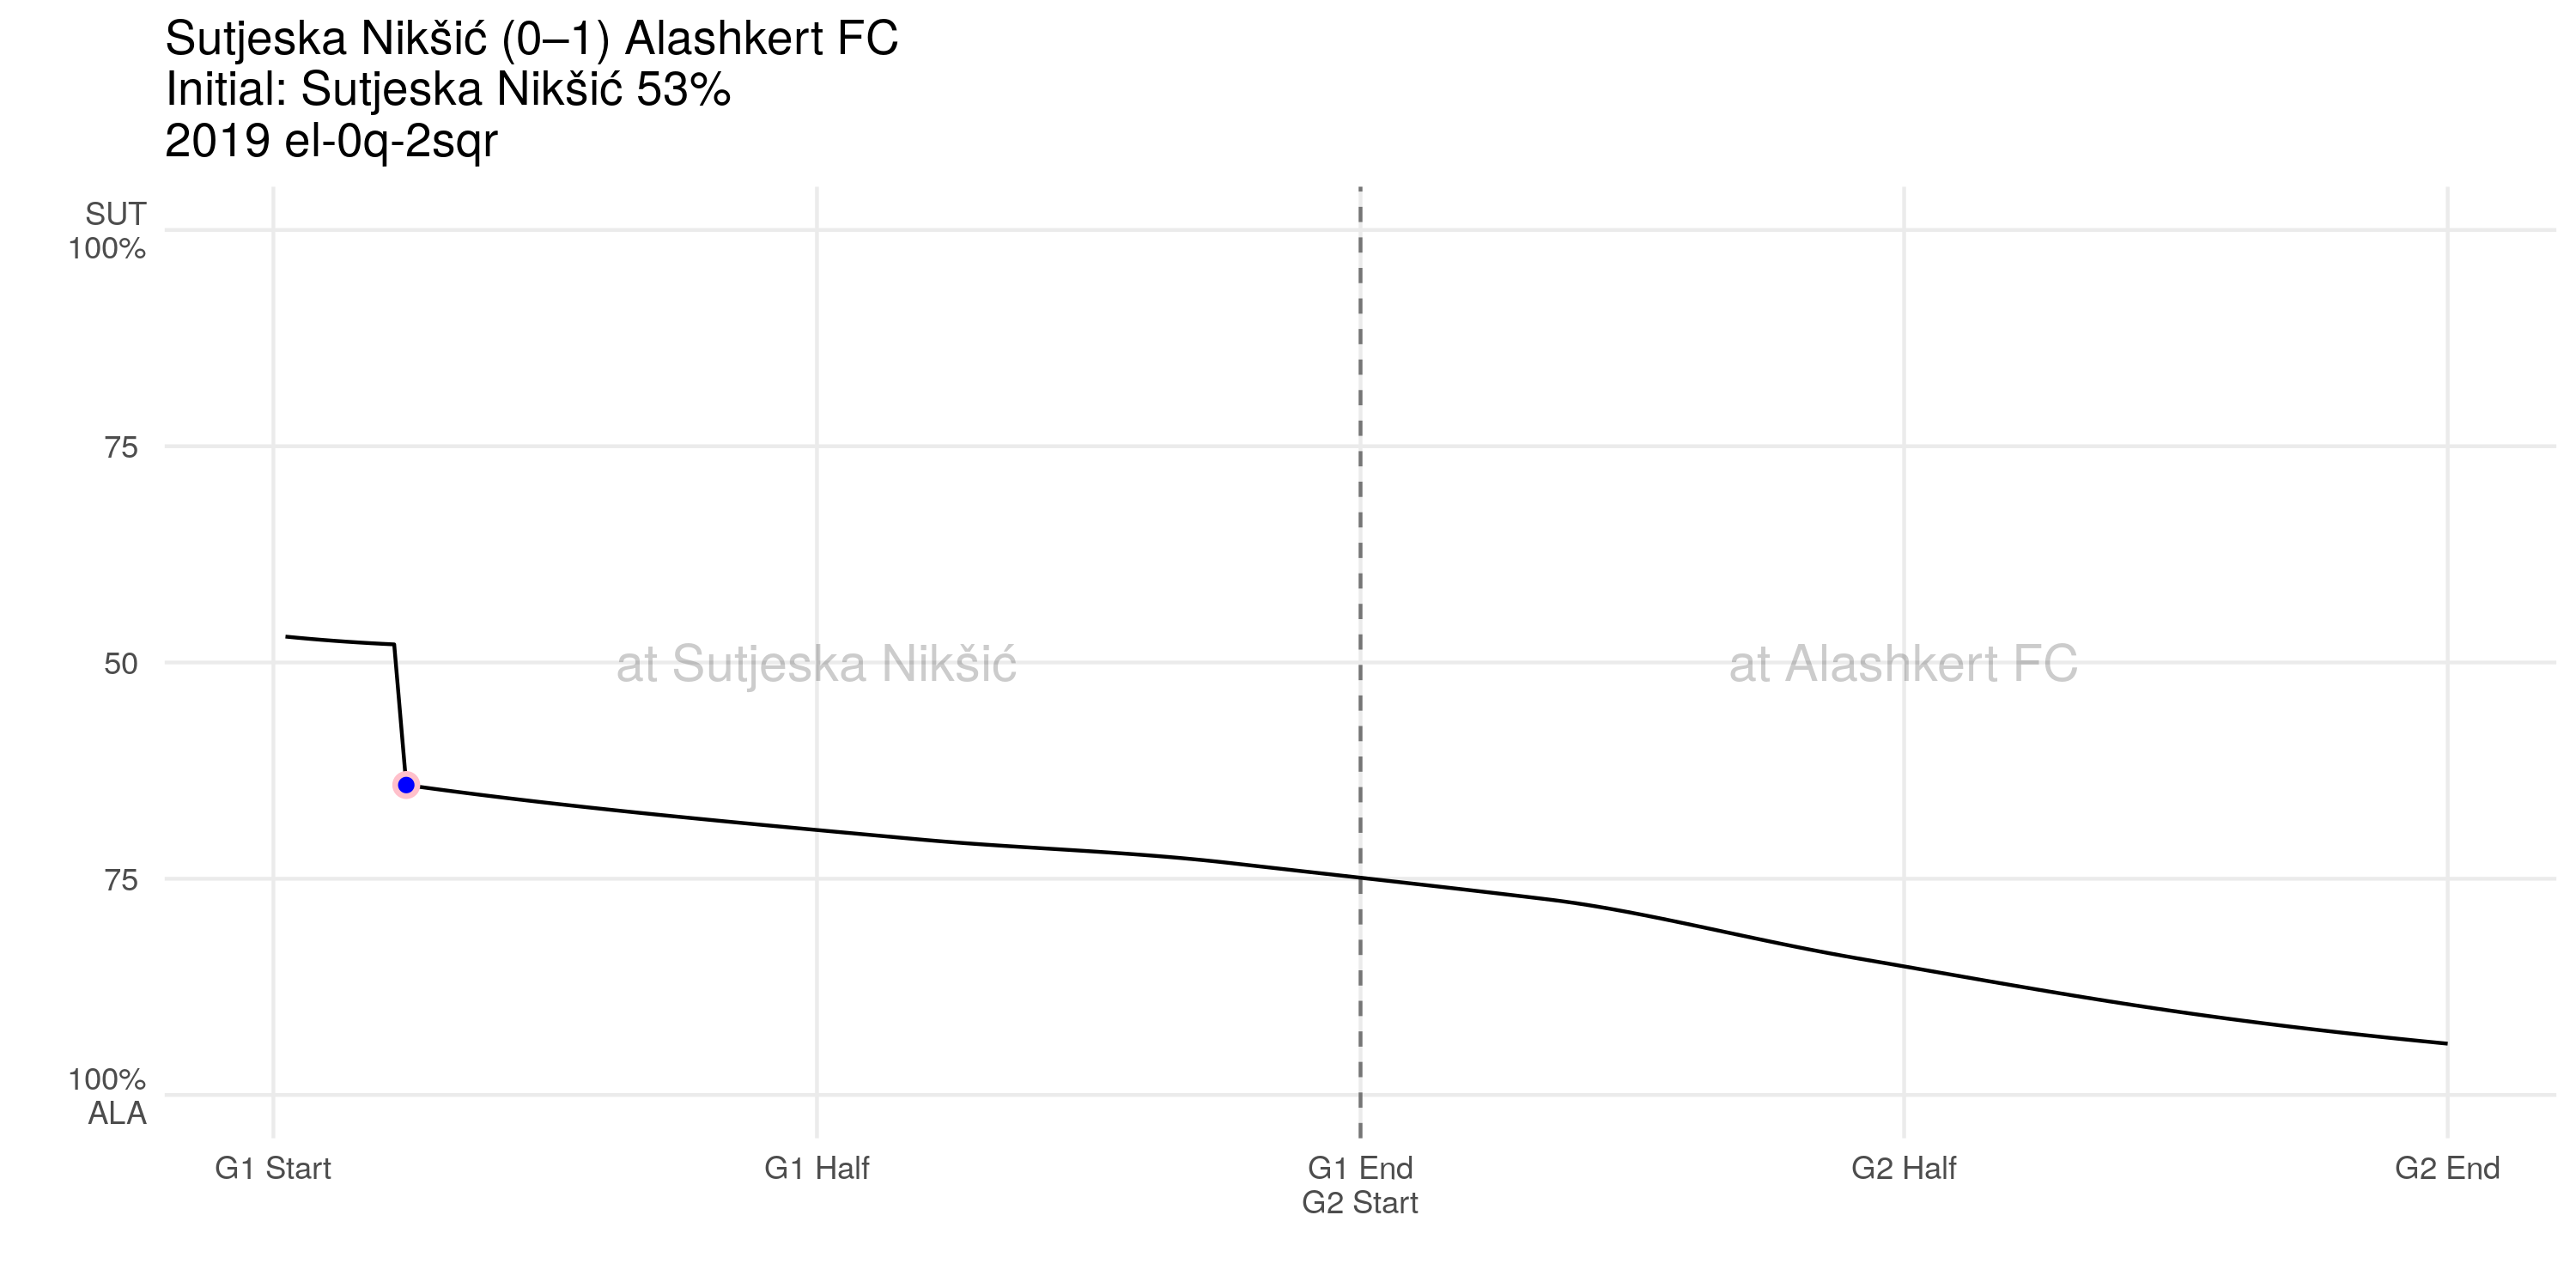 Sutjeska Nikšić (0–1) Alashkert FC
Initial: Sutjeska Nikšić 53%
2019 el-0q-2sqr
SUT
100%
75
50
75
100%
ALA
at Sutjeska Nikšić
at Alashkert FC
G1 Start
G1 Half
G1 End
G2 Start
G2 Half
G2 End